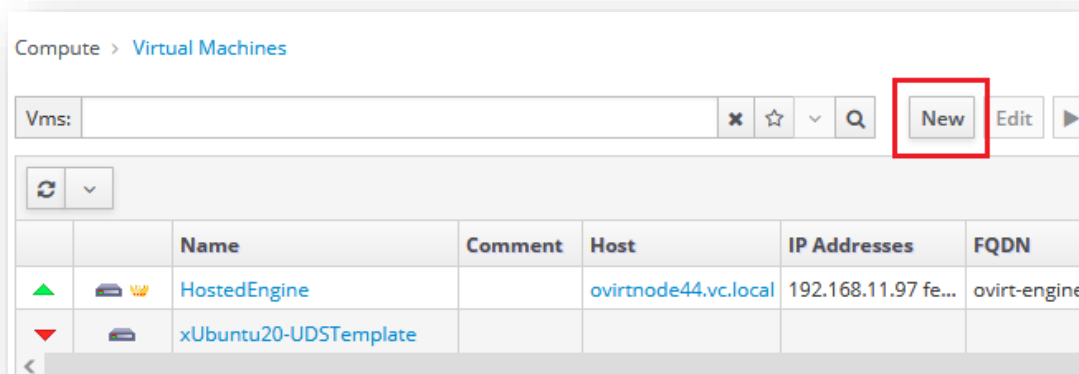 Compute > Virtual Machines
Vms: New Edit
Name Comment Host IP Addresses FQDN
HostedEngine ovirtnode44.vc.local 192.168.11.97 fe... ovirt-engine
xUbuntu20-UDSTemplate